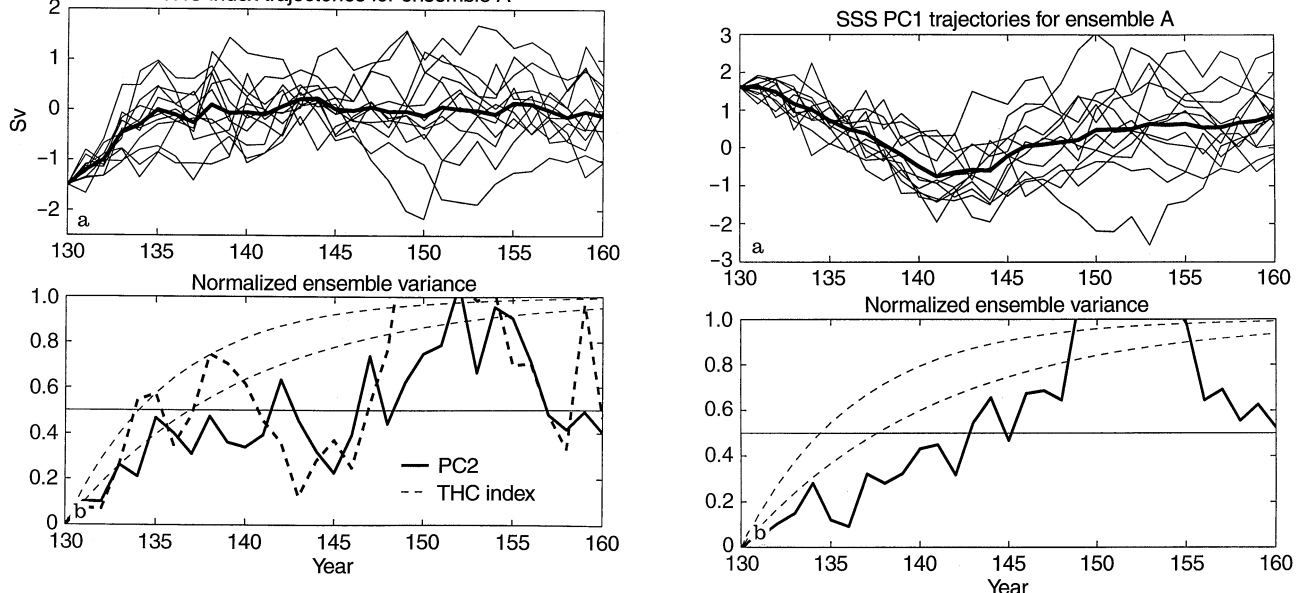 index trajectories for ensemble A
2
1
0
−1
−2
Sv
a
130 135 140 145 150 155 160
Normalized ensemble variance
1.0
0.8
0.6
0.4
0.2
0
b
PC2
THC index
130 135 140 145 150 155 160
Year
SSS PC1 trajectories for ensemble A
3
2
1
0
−1
−2
−3
a
130 135 140 145 150 155 160
Normalized ensemble variance
1.0
0.8
0.6
0.4
0.2
0
b
130 135 140 145 150 155 160
Year